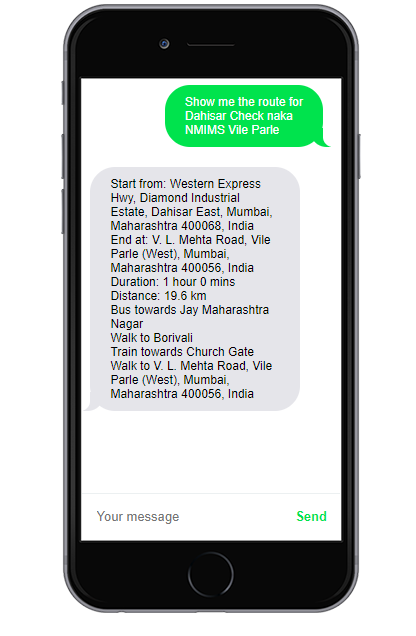 Show me the route for
Dahisar Check naka
NMIMS Vile Parle
Start from: Western Express
Hwy, Diamond Industrial
Estate, Dahisar East, Mumbai,
Maharashtra 400068, India
End at: V. L. Mehta Road, Vile
Parle (West), Mumbai,
Maharashtra 400056, India
Duration: 1 hour 0 mins
Distance: 19.6 km
Bus towards Jay Maharashtra
Nagar
Walk to Borivali
Train towards Church Gate
Walk to V. L. Mehta Road, Vile
Parle (West), Mumbai,
Maharashtra 400056, India
Your message
Send